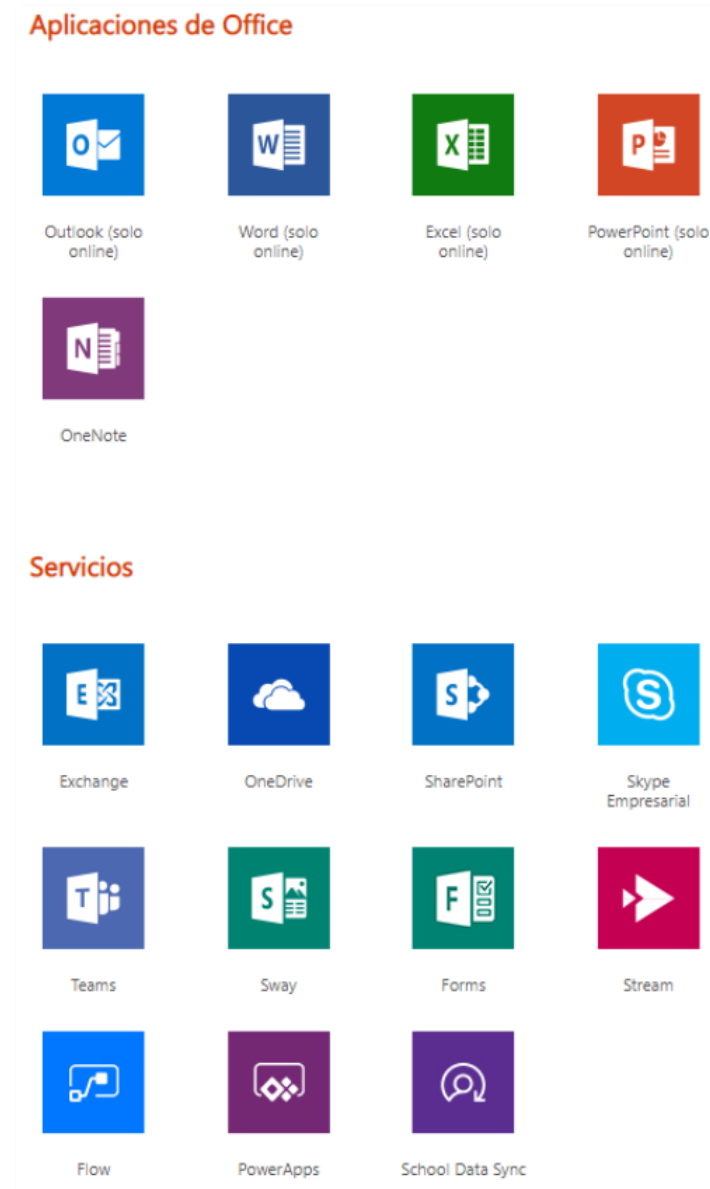 Aplicaciones de Office
O
W
X
P
Outlook (solo
online)
Word (solo
online)
Excel (solo
online)
PowerPoint (solo
online)
N
OneNote
Servicios
E
S
S
Exchange
OneDrive
SharePoint
Skype
Empresarial
T
S
F
Teams
Sway
Forms
Stream
Flow
PowerApps
School Data Sync